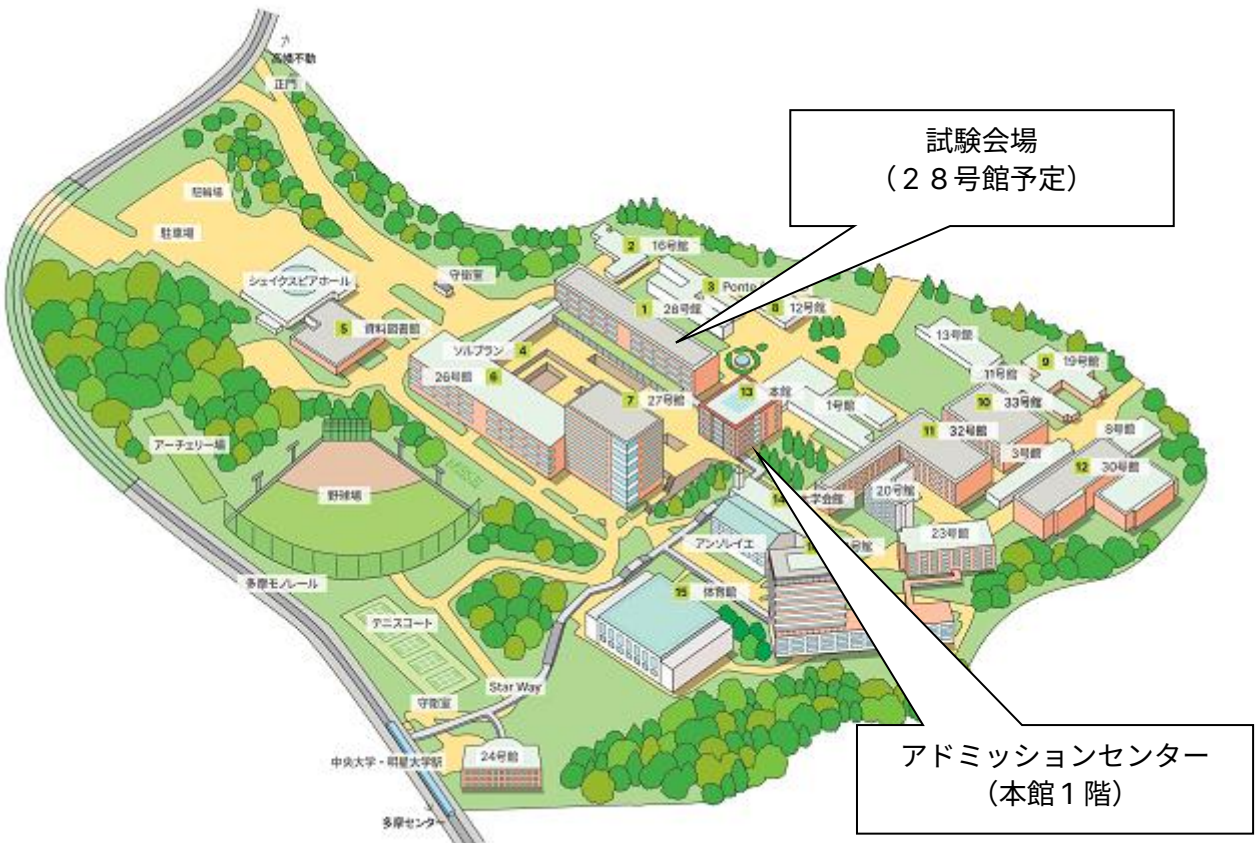 高幡不動
正門
駐輪場
駐車場
シェイクスピアホール
守衛室
試験会場
（２８号館予定）
2 16号館
3 Ponte
1 28号館
8 12号館
5 資料図書館
ソルプラン 4
26号館 6
7 27号館
13 本館
1号館
13号館
11号館
9 19号館
10 33号館
11 32号館
3号館
8号館
12 30号館
20号館
23号館
14 大学会館
アンソレイエ
号館
15 体育館
アーチェリー場
野球場
多摩モノレール
テニスコート
Star Way
守衛室
24号館
中央大学・明星大学駅
多摩センター
アドミッションセンター
（本館１階）